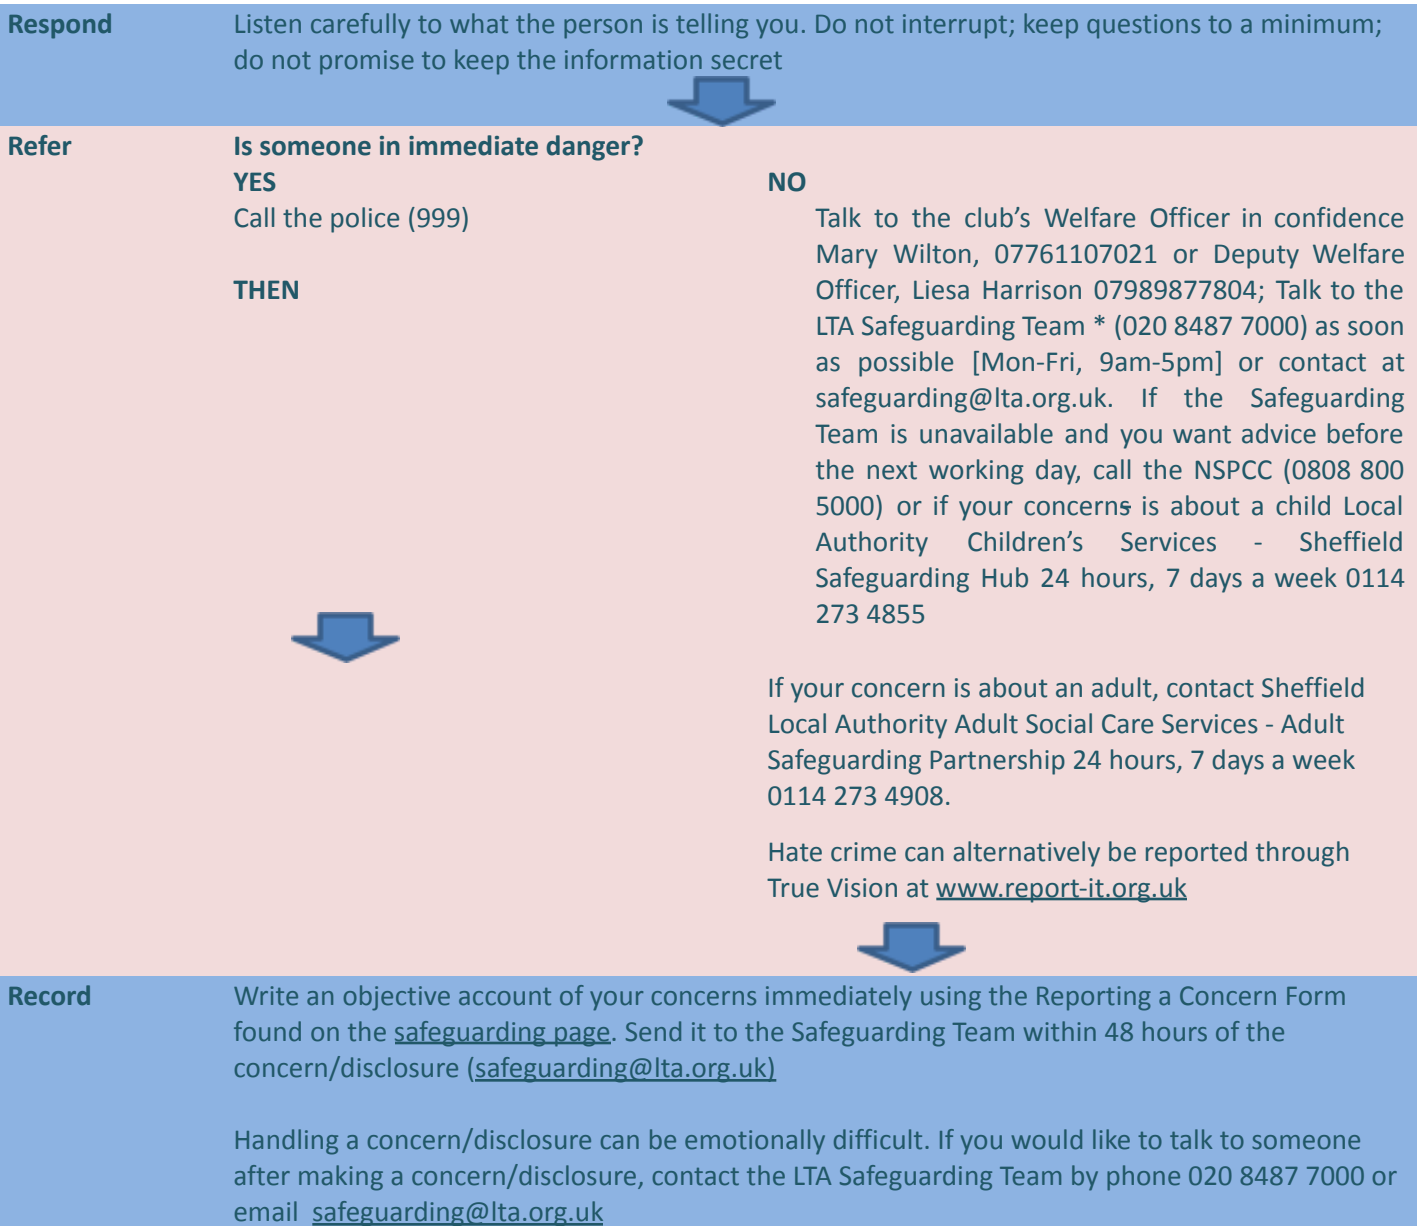 Respond
Listen carefully to what the person is telling you. Do not interrupt; keep questions to a minimum;
do not promise to keep the information secret
Refer
Is someone in immediate danger?
YES
Call the police (999)
THEN
NO
Talk to the club's Welfare Officer in confidence
Mary Wilton, 07761107021 or Deputy Welfare
Officer, Liesa Harrison 07989877804; Talk to the
LTA Safeguarding Team * (020 8487 7000) as soon
as possible [Mon-Fri, 9am-5pm] or contact at
safeguarding@lta.org.uk. If the Safeguarding
Team is unavailable and you want advice before
the next working day, call the NSPCC (0808 800
5000) or if your concerns is about a child Local
Authority Children's Services - Sheffield
Safeguarding Hub 24 hours, 7 days a week 0114
273 4855
If your concern is about an adult, contact Sheffield
Local Authority Adult Social Care Services - Adult
Safeguarding Partnership 24 hours, 7 days a week
0114 273 4908.
Hate crime can alternatively be reported through
True Vision at www.report-it.org.uk
Record
Write an objective account of your concerns immediately using the Reporting a Concern Form
found on the safeguarding page. Send it to the Safeguarding Team within 48 hours of the
concern/disclosure (safeguarding@lta.org.uk)
Handling a concern/disclosure can be emotionally difficult. If you would like to talk to someone
after making a concern/disclosure, contact the LTA Safeguarding Team by phone 020 8487 7000 or
email safeguarding@lta.org.uk